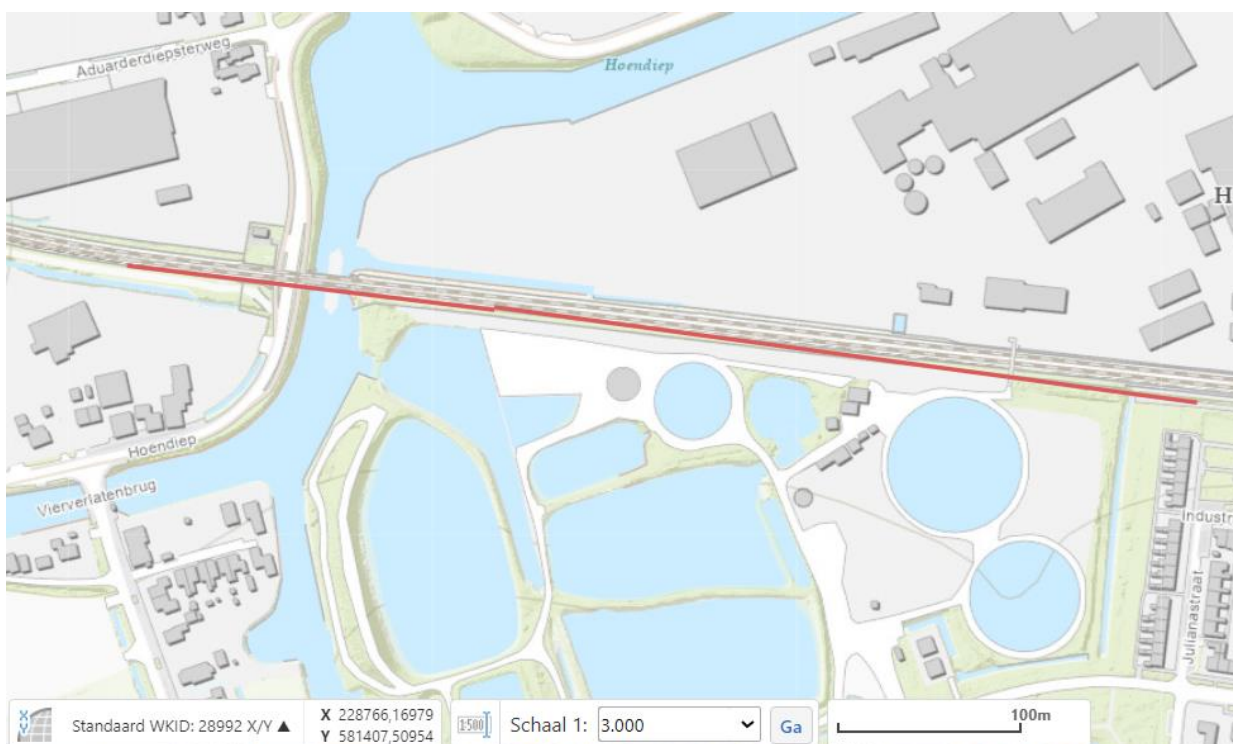 Aduarderdiepsterweg
Hoendiep
H
Hoendiep
Vierverlatenbrug
Industr
Julianastraat
Standaard WKID: 28992 X/Y ▲
X 228766,16979
Y 581407,50954
1:500
Schaal 1:
3.000
Ga
100m